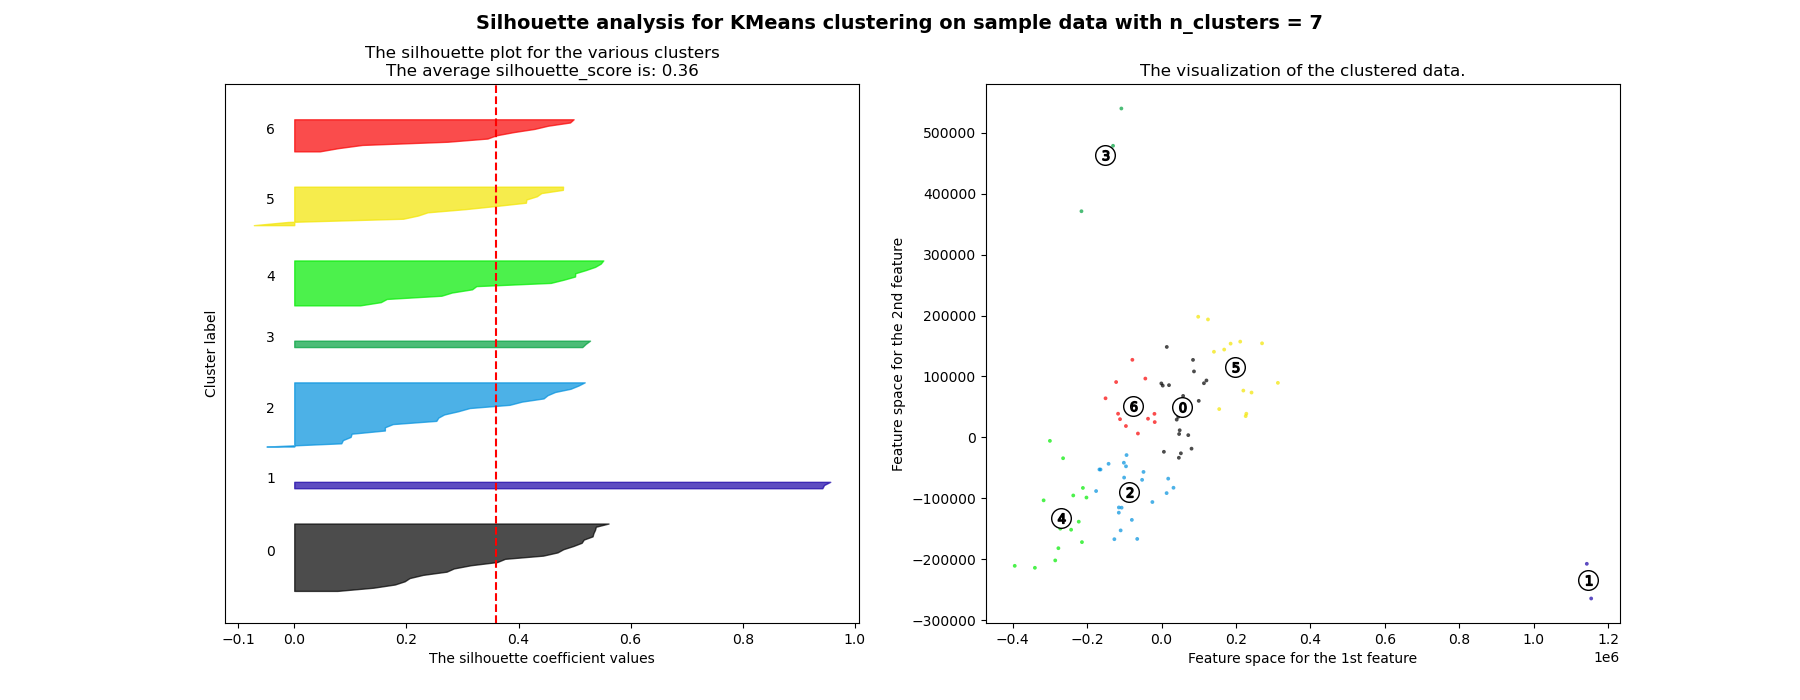 Silhouette analysis for KMeans clustering on sample data with n_clusters = 7
The silhouette plot for the various clusters
The average silhouette_score is: 0.36
6
5
4
3
2
1
0
Cluster label
−0.1 0.0 0.2 0.4 0.6 0.8 1.0
The silhouette coefficient values
The visualization of the clustered data.
500000
400000
300000
200000
100000
0
−100000
−200000
−300000
Feature space for the 2nd feature
3
5
6
0
2
4
1
−0.4 −0.2 0.0 0.2 0.4 0.6 0.8 1.0 1.2
1e6
Feature space for the 1st feature